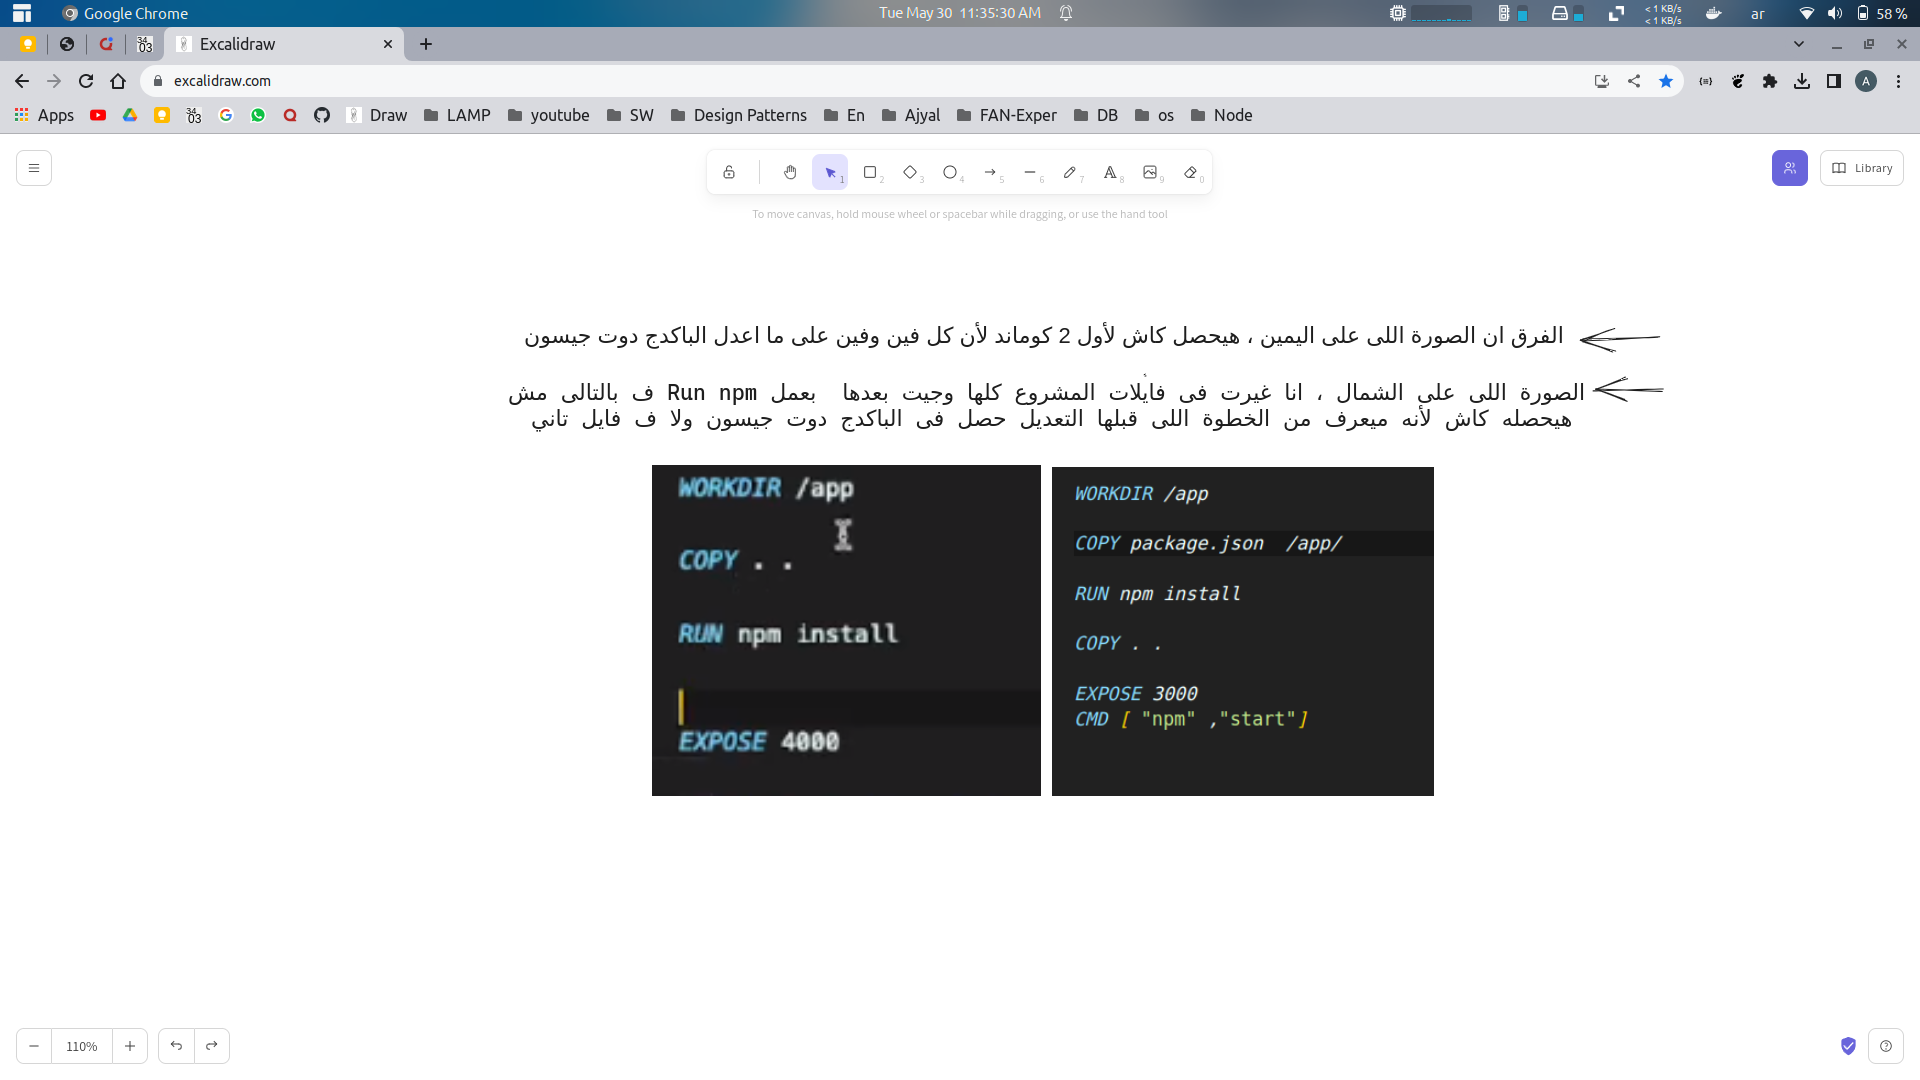 Google Chrome
Tue May 30 11:35:30 AM
< 1 KB/s
< 1 KB/s
ar
58 %
34
03
Excalidraw
excalidraw.com
A
Apps
34
03
Draw
LAMP
youtube
SW
Design Patterns
En
Ajyal
FAN-Exper
DB
os
Node
1
2
3
4
5
6
7
A
8
9
0
Library
To move canvas, hold mouse wheel or spacebar while dragging, or use the hand tool
الفرق ان الصورة اللى على اليمين ، هيحصل كاش لأول 2 كوماند لأن كل فين وفين على ما اعدل الباكدج دوت جيسون
الصورة اللى على الشمال ، انا غيرت فى فايلات المشروع كلها وجيت بعدها بعمل Run npm ف بالتالى مش
هيحصله كاش لأنه ميعرف من الخطوة اللى قبلها التعديل حصل فى الباكدج دوت جيسون ولا ف فايل تاني
WORKDIR /app
COPY . .
RUN npm install
EXPOSE 4000
WORKDIR /app
COPY package.json  /app/
RUN npm install
COPY . .
EXPOSE 3000
CMD [ "npm" ,"start"]
110%